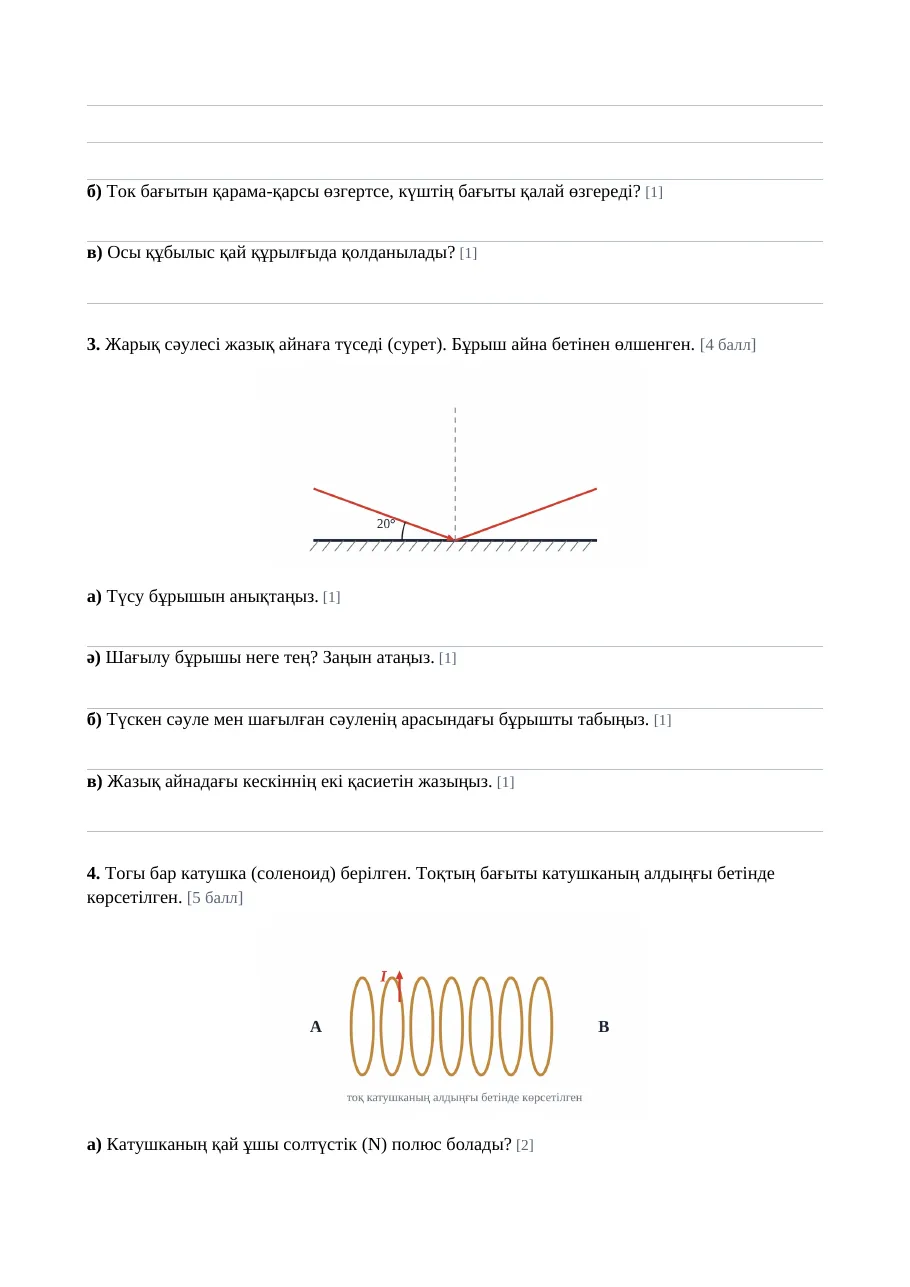 б) Ток бағытын қарама-қарсы өзгертсе, күштің бағыты қалай өзгереді? [1]
в) Осы құбылыс қай құрылғыда қолданылады? [1]
3. Жарық сәулесі жазық айнаға түседі (сурет). Бұрыш айна бетінен өлшенген. [4 балл]
20°
а) Түсу бұрышын анықтаңыз. [1]
ә) Шағылу бұрышы неге тең? Заңын атаңыз. [1]
б) Түскен сәуле мен шағылған сәуленің арасындағы бұрышты табыңыз. [1]
в) Жазық айнадағы кескіннің екі қасиетін жазыңыз. [1]
4. Тогы бар катушка (соленоид) берілген. Тоқтың бағыты катушканың алдыңғы бетінде
көрсетілген. [5 балл]
I
A B
тоқ катушканың алдыңғы бетінде көрсетілген
а) Катушканың қай ұшы солтүстік (N) полюс болады? [2]